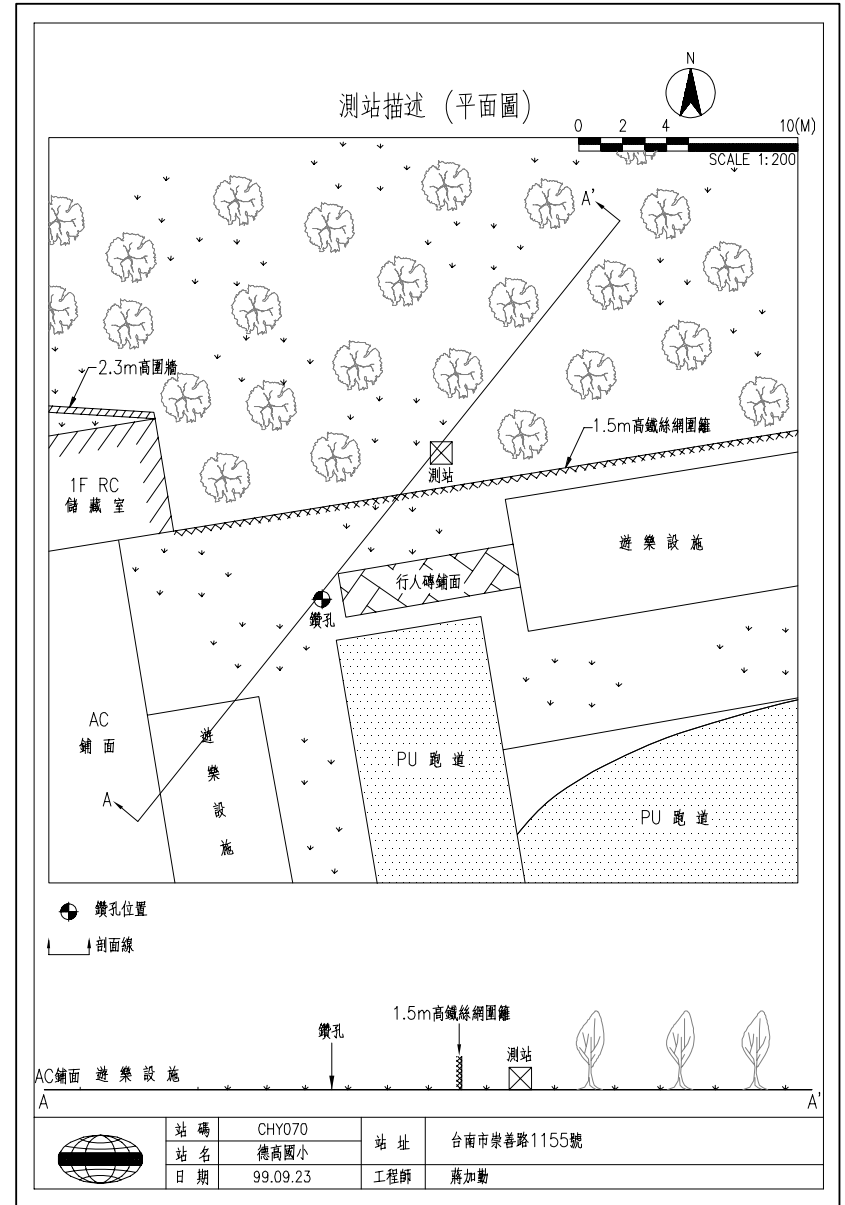 N
測站描述 (平面圖)
0 2 4 10(M)
SCALE 1:200
A'
2.3m高圍牆
1.5m高鐵絲網圍籬
測站
1F RC
儲藏室
遊樂設施
行人磚鋪面
鑽孔
AC
鋪面
遊
樂
設
施
PU 跑道
PU 跑道
A
鑽孔位置
剖面線
1.5m高鐵絲網圍籬
鑽孔
測站
AC鋪面 遊樂設施
A A'
站碼 CHY070
站名 德高國小
站址 台南市崇善路1155號
日期 99.09.23 工程師 蔣加勤